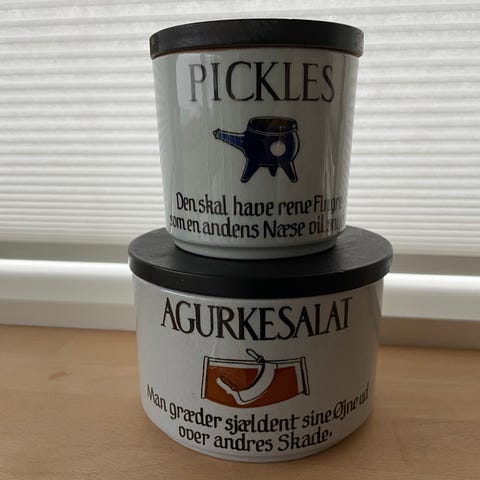 PICKLES
Den skal have rene Fingre
som en andens Næse vil
AGURKESALAT
Man græder sjældent sine Øjne ud
over andres Skade.